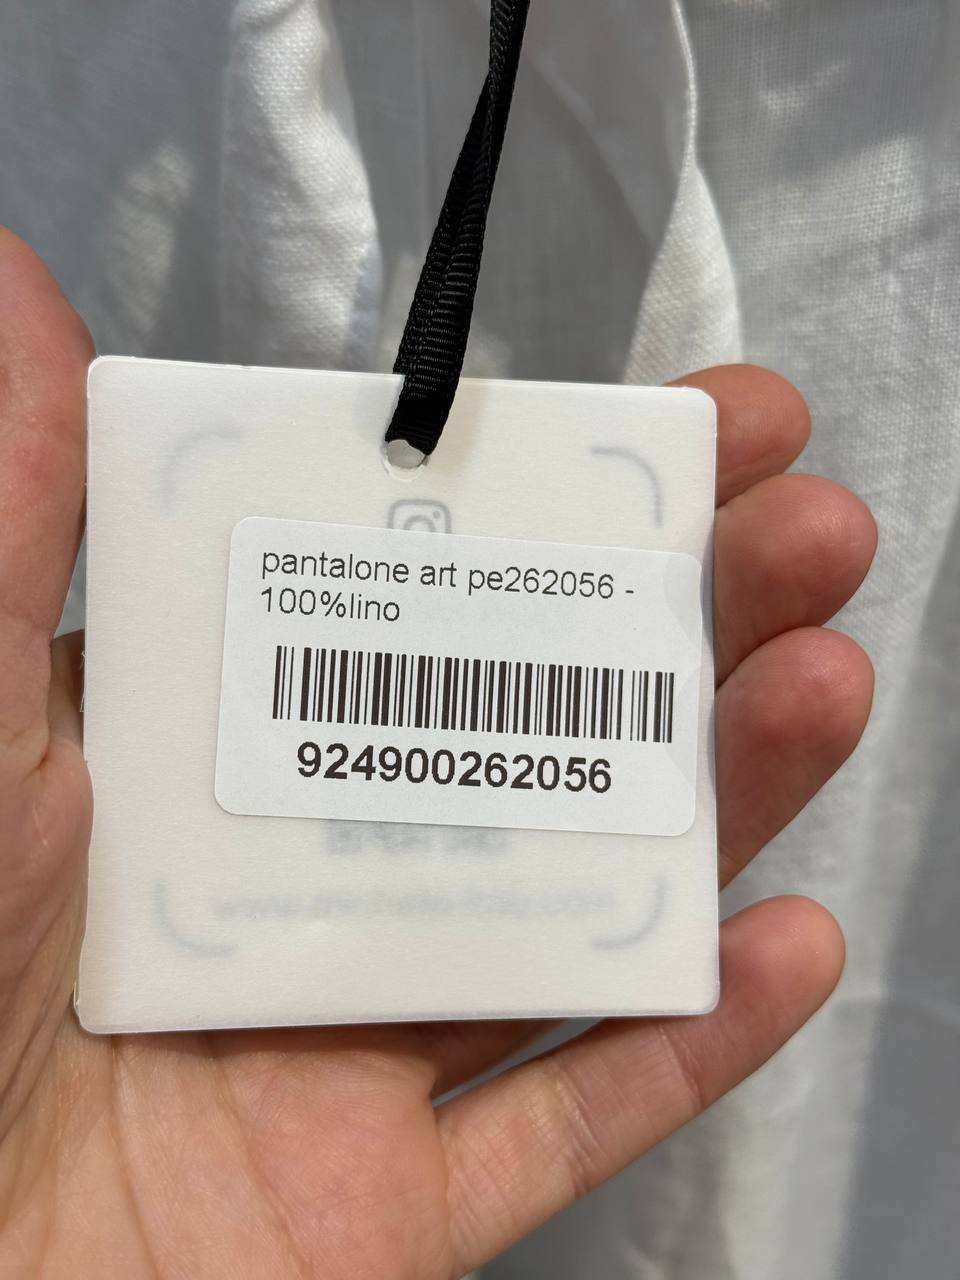 pantalone art pe262056 -
100%lino
924900262056